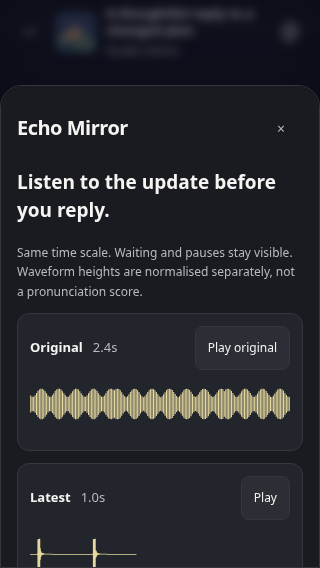 Echo Mirror ×
Listen to the update before
you reply.
Same time scale. Waiting and pauses stay visible.
Waveform heights are normalised separately, not
a pronunciation score.
Original 2.4s Play original
Latest 1.0s Play